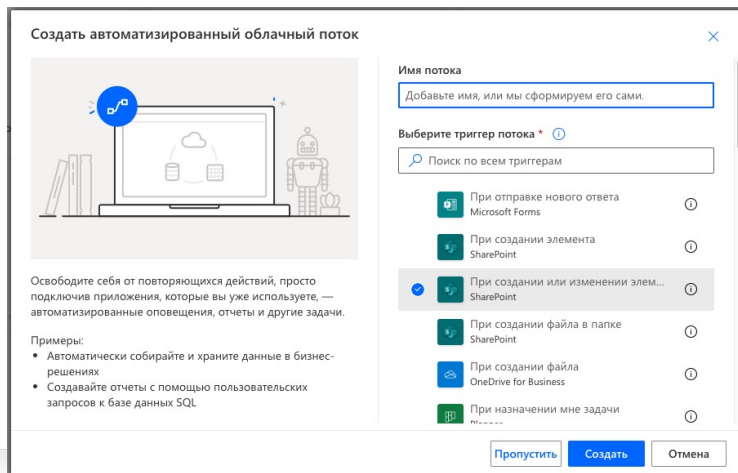 Создать автоматизированный облачный поток
Имя потока
Добавьте имя, или мы сформируем его сами.
Выберите триггер потока *
Поиск по всем триггерам
При отправке нового ответа
Microsoft Forms
При создании элемента
SharePoint
При создании или изменении элем...
SharePoint
При создании файла в папке
SharePoint
При создании файла
OneDrive for Business
При назначении мне задачи
Освободите себя от повторяющихся действий, просто
подключив приложения, которые вы уже используете, —
автоматизированные оповещения, отчеты и другие задачи.
Примеры:
• Автоматически собирайте и храните данные в бизнес-
решениях
• Создавайте отчеты с помощью пользовательских
запросов к базе данных SQL
Пропустить
Создать
Отмена